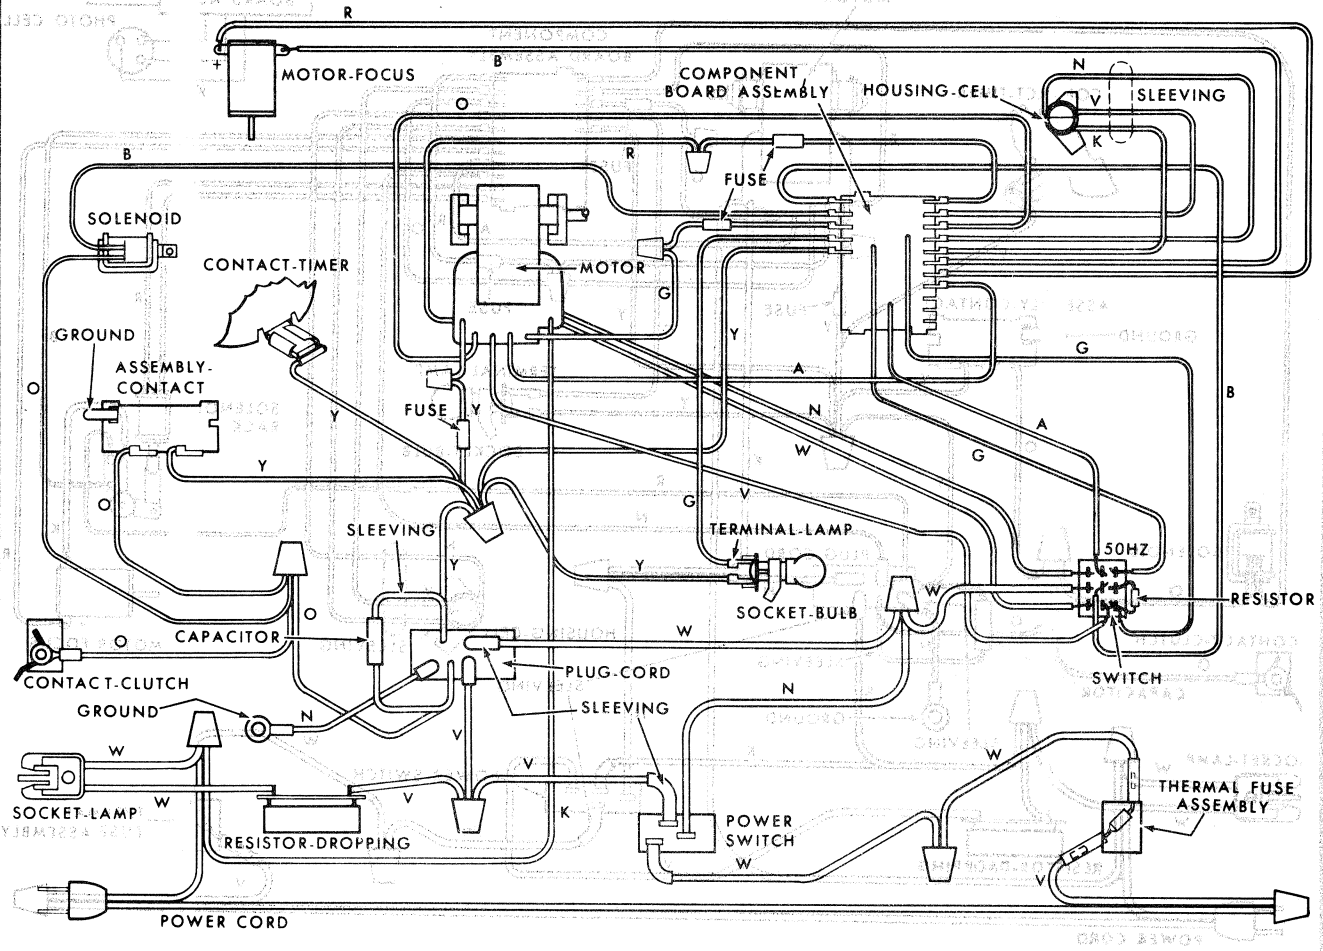 R
B
MOTOR-FOCUS
+
O
COMPONENT
BOARD ASSEMBLY
HOUSING-CELL
N
V
K
SLEEVING
B
R
FUSE
SOLENOID
CONTACT-TIMER
MOTOR
G
Y
GROUND
ASSEMBLY-
CONTACT
O
Y
FUSE
Y
A
N
W
G
A
G
B
Y
O
SLEEVING
Y
G
V
TERMINAL-LAMP
Y
SOCKET-BULB
50HZ
W
RESISTOR
SWITCH
O
CAPACITOR
O
CONTACT-CLUTCH
W
PLUG-CORD
SLEEVING
N
GROUND
N
V
W
W
SOCKET-LAMP
RESISTOR-DROPPING
V
V
K
POWER
SWITCH
W
W
THERMAL FUSE
ASSEMBLY
V
POWER CORD